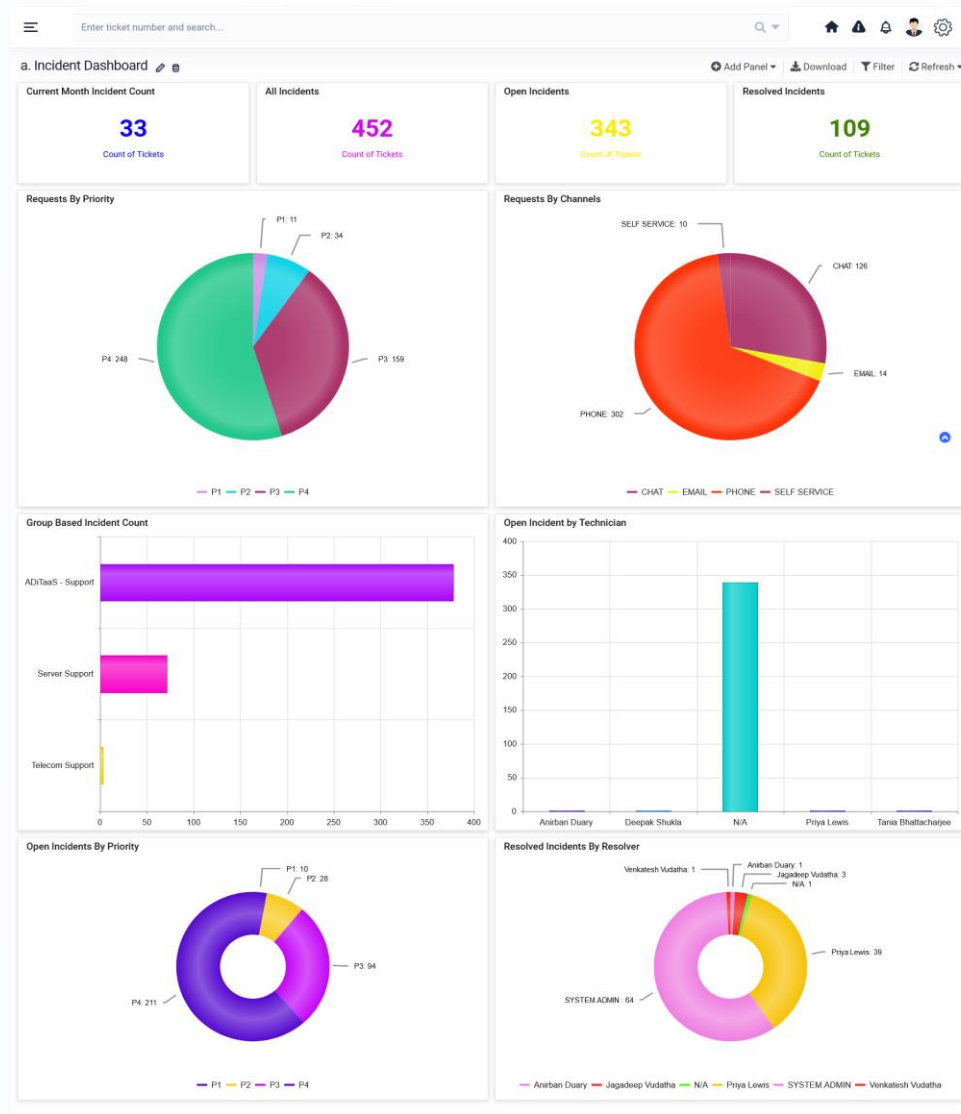 Enter ticket number and search...
a. Incident Dashboard
Add Panel Download Filter Refresh
Current Month Incident Count
33
Count of Tickets
All Incidents
452
Count of Tickets
Open Incidents
343
Count of Tickets
Resolved Incidents
109
Count of Tickets
Requests By Priority
P1: 11
P2: 34
P4: 248
P3: 159
P1 P2 P3 P4
Requests By Channels
SELF SERVICE: 10
CHAT: 126
EMAIL: 14
PHONE: 302
CHAT EMAIL PHONE SELF SERVICE
Group Based Incident Count
ADiTaaS - Support
Server Support
Telecom Support
0 50 100 150 200 250 300 350 400
Open Incident by Technician
400
350
300
250
200
150
100
50
0
Anirban Duary Deepak Shukla N/A Priya Lewis Tania Bhattacharjee
Open Incidents By Priority
P1: 10
P2: 28
P3: 94
P4: 211
P1 P2 P3 P4
Resolved Incidents By Resolver
Venkatesh Vudatha: 1
Anirban Duary: 1
Jagadeep Vudatha: 3
N/A: 1
Priya Lewis: 39
SYSTEM.ADMIN : 64
Anirban Duary Jagadeep Vudatha N/A Priya Lewis SYSTEM.ADMIN Venkatesh Vudatha